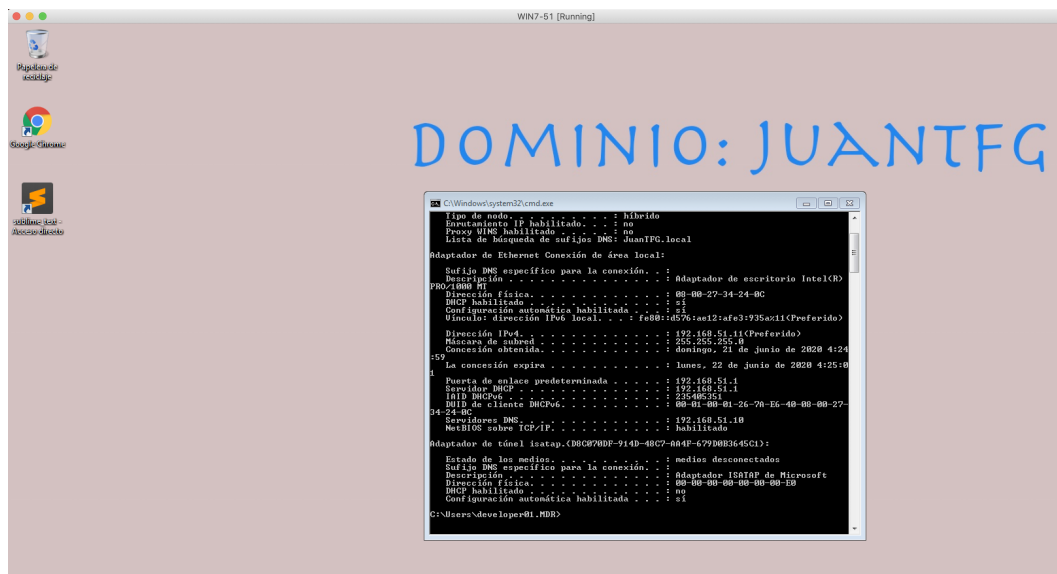 WIN7-51 [Running]
Papelera de
reciclaje
Google Chrome
sublime_text -
Acceso directo
DOMINIO: JUANTFG
C:\Windows\system32\cmd.exe
Tipo de nodo. . . . . . . . . . : híbrido
Enrutamiento IP habilitado. . . : no
Proxy WINS habilitado . . . . . : no
Lista de búsqueda de sufijos DNS: JuanTFG.local
Adaptador de Ethernet Conexión de área local:
Sufijo DNS específico para la conexión. . :
Descripción . . . . . . . . . . . . . . . : Adaptador de escritorio Intel(R)
PRO/1000 MT
Dirección física. . . . . . . . . . . . . : 08-00-27-34-24-0C
DHCP habilitado . . . . . . . . . . . . . : sí
Configuración automática habilitada . . . : sí
Vínculo: dirección IPv6 local. . . : fe80::d576:ae12:afe3:935a%11(Preferido)
Dirección IPv4. . . . . . . . . . . . . . : 192.168.51.11(Preferido)
Máscara de subred . . . . . . . . . . . . : 255.255.255.0
Concesión obtenida. . . . . . . . . . . . : domingo, 21 de junio de 2020 4:24
:59
La concesión expira . . . . . . . . . . . : lunes, 22 de junio de 2020 4:25:0
1
Puerta de enlace predeterminada . . . . . : 192.168.51.1
Servidor DHCP . . . . . . . . . . . . . . : 192.168.51.1
IAID DHCPv6 . . . . . . . . . . . . . . . : 235405351
DUID de cliente DHCPv6. . . . . . . . . . : 00-01-00-01-26-7A-E6-40-08-00-27-
34-24-0C
Servidores DNS. . . . . . . . . . . . . . : 192.168.51.10
NetBIOS sobre TCP/IP. . . . . . . . . . . : habilitado
Adaptador de túnel isatap.{D8C070DF-914D-48C7-AA4F-679D0B3645C1}:
Estado de los medios. . . . . . . . . . . : medios desconectados
Sufijo DNS específico para la conexión. . :
Descripción . . . . . . . . . . . . . . . : Adaptador ISATAP de Microsoft
Dirección física. . . . . . . . . . . . . : 00-00-00-00-00-00-00-E0
DHCP habilitado . . . . . . . . . . . . . : no
Configuración automática habilitada . . . : sí
C:\Users\developer01.MDR>